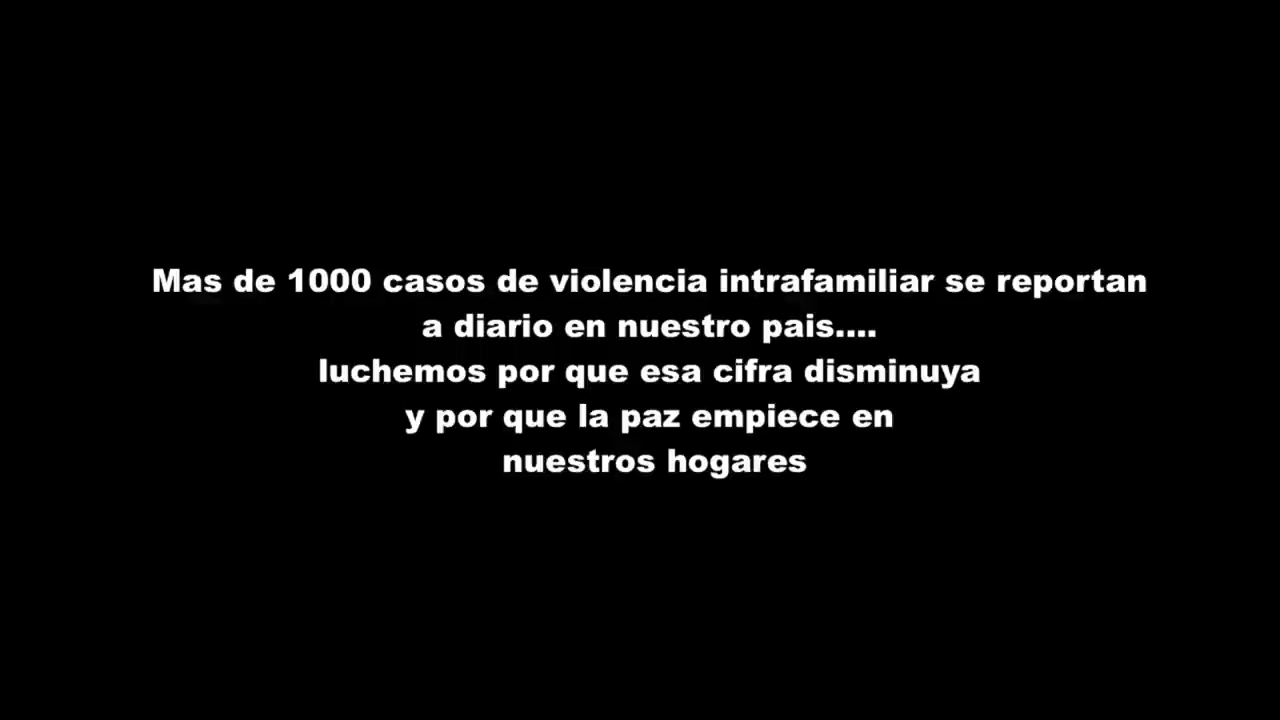 Mas de 1000 casos de violencia intrafamiliar se reportan
a diario en nuestro pais....
luchemos por que esa cifra disminuya
y por que la paz empiece en
nuestros hogares